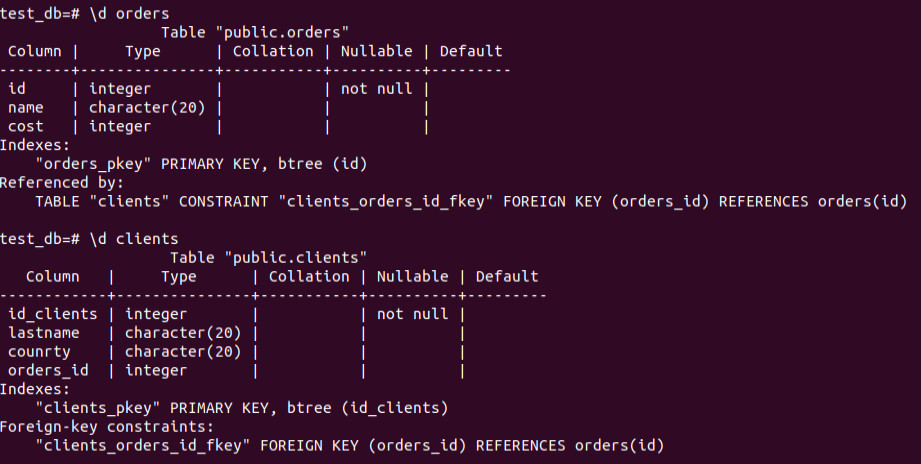 test_db=# \d orders
                  Table "public.orders"
 Column |     Type      | Collation | Nullable | Default
--------+---------------+-----------+----------+---------
 id     | integer       |           | not null |
 name   | character(20) |           |          |
 cost   | integer       |           |          |
Indexes:
    "orders_pkey" PRIMARY KEY, btree (id)
Referenced by:
    TABLE "clients" CONSTRAINT "clients_orders_id_fkey" FOREIGN KEY (orders_id) REFERENCES orders(id)
test_db=# \d clients
                   Table "public.clients"
   Column   |     Type      | Collation | Nullable | Default
------------+---------------+-----------+----------+---------
 id_clients | integer       |           | not null |
 lastname   | character(20) |           |          |
 counrty    | character(20) |           |          |
 orders_id  | integer       |           |          |
Indexes:
    "clients_pkey" PRIMARY KEY, btree (id_clients)
Foreign-key constraints:
    "clients_orders_id_fkey" FOREIGN KEY (orders_id) REFERENCES orders(id)